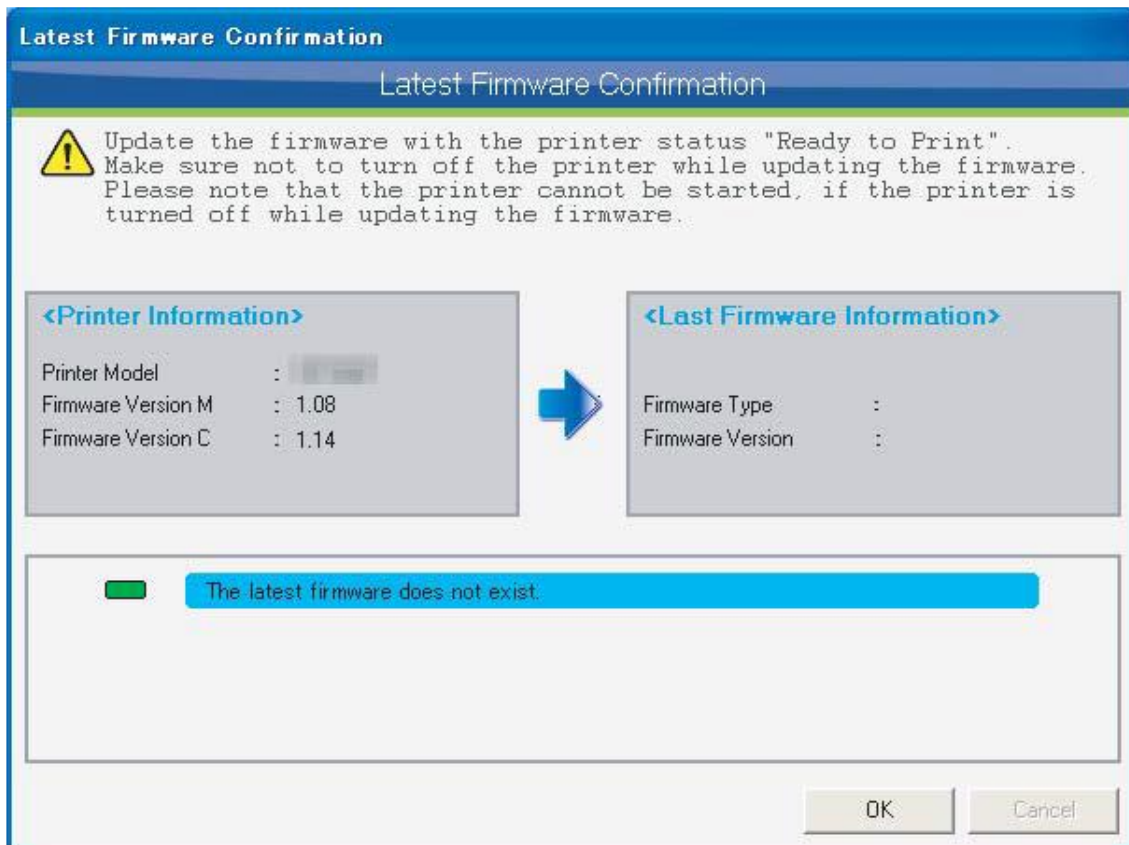 Latest Firmware Confirmation
Latest Firmware Confirmation
Update the firmware with the printer status "Ready to Print".
Make sure not to turn off the printer while updating the firmware.
Please note that the printer cannot be started, if the printer is
turned off while updating the firmware.
<Printer Information>
Printer Model :
Firmware Version M : 1.08
Firmware Version C : 1.14
<Last Firmware Information>
Firmware Type :
Firmware Version :
The latest firmware does not exist.
OK Cancel